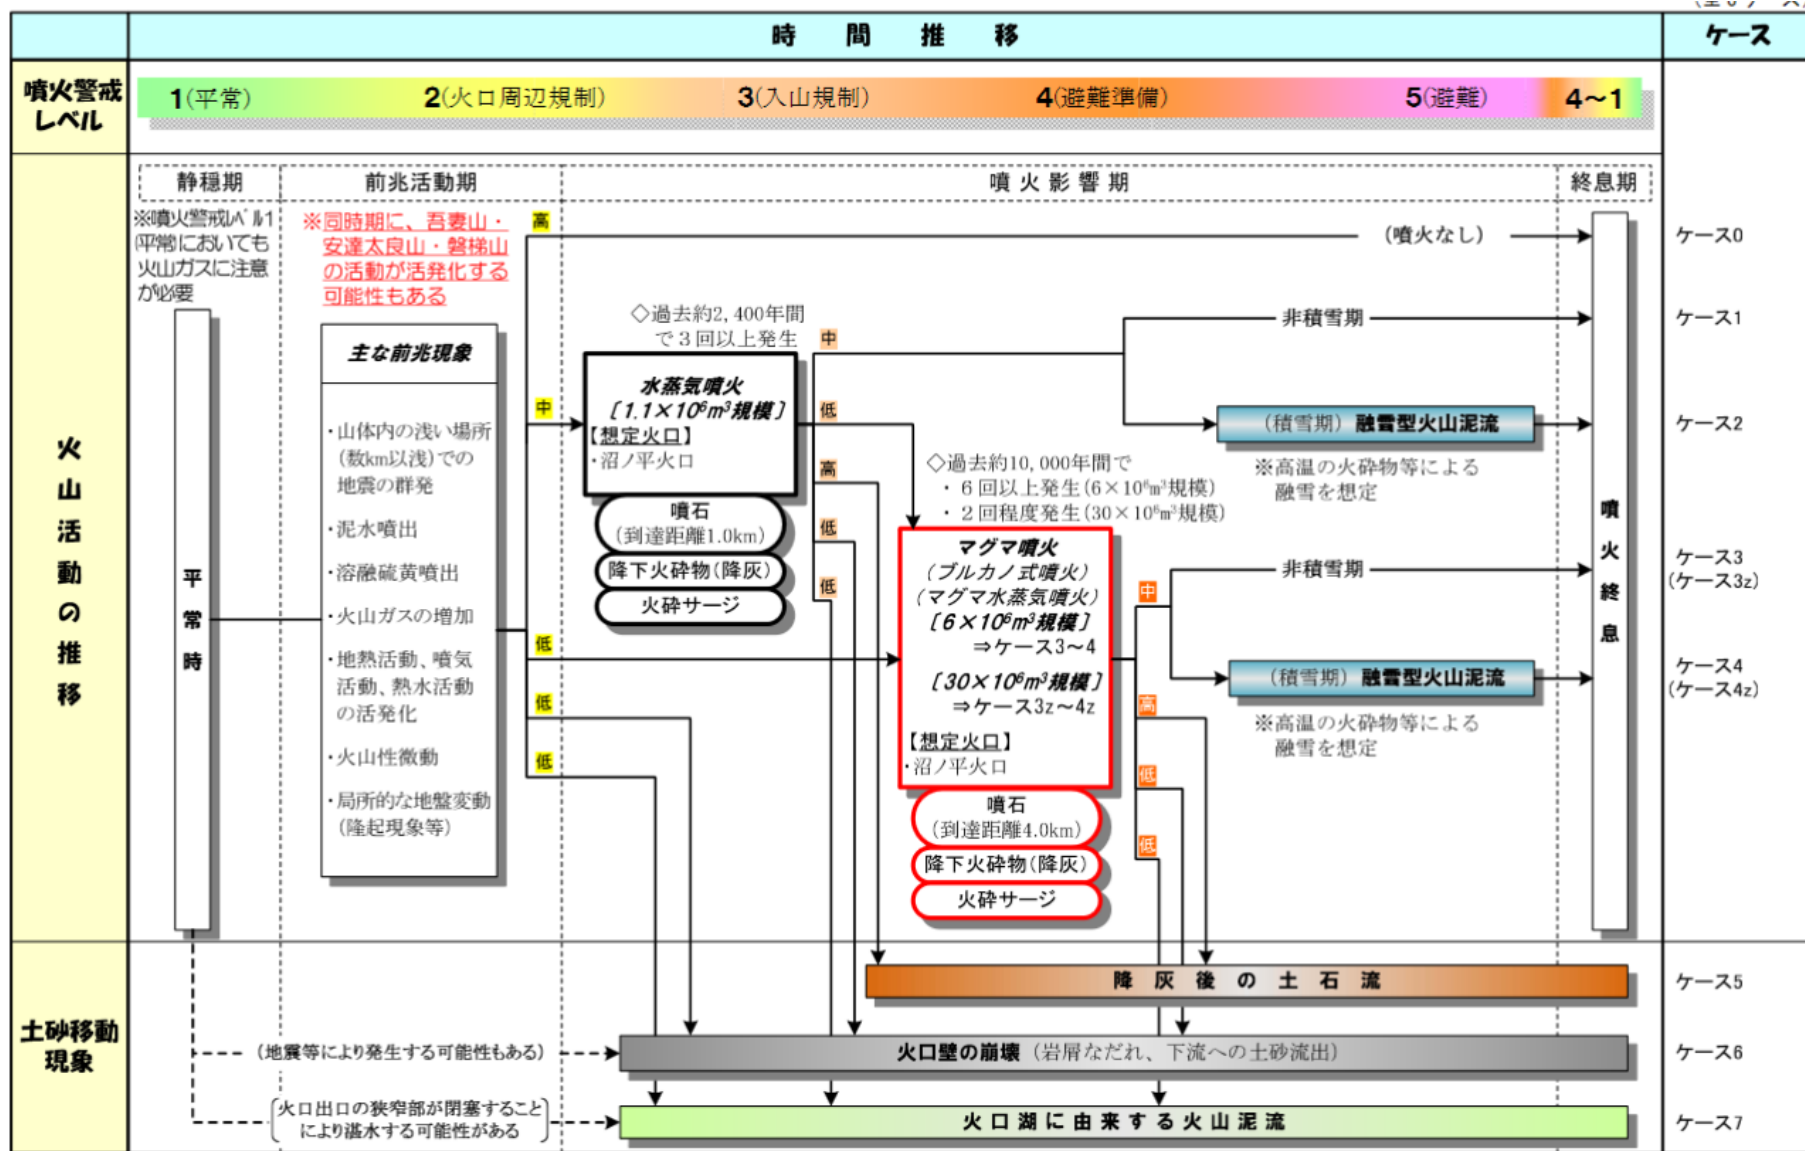 時 間 推 移
ケース
噴火警戒
レベル
1(平常)
2(火口周辺規制)
3(入山規制)
4(避難準備)
5(避難)
4～1
静穏期
前兆活動期
噴火影響期
終息期
火山活動の推移
※噴火警戒レベル1
(平常)においても
火山ガスに注意
が必要
※同時期に、吾妻山・
安達太良山・磐梯山
の活動が活発化する
可能性もある
高
(噴火なし)
ケース0
平常時
主な前兆現象
・山体内の浅い場所
(数km以浅)での
地震の群発
・泥水噴出
・溶融硫黄噴出
・火山ガスの増加
・地熱活動、噴気
活動、熱水活動
の活発化
・火山性微動
・局所的な地盤変動
(隆起現象等)
中
低
低
低
◇過去約2,400年間
で3回以上発生
水蒸気噴火
[1.1×10⁶m³規模]
【想定火口】
・沼ノ平火口
噴石
(到達距離1.0km)
降下火砕物(降灰)
火砕サージ
中
低
高
低
低
非積雪期
ケース1
(積雪期) 融雪型火山泥流
ケース2
※高温の火砕物等による
融雪を想定
◇過去約10,000年間で
・6回以上発生(6×10⁶m³規模)
・2回程度発生(30×10⁶m³規模)
マグマ噴火
(ブルカノ式噴火)
(マグマ水蒸気噴火)
[6×10⁶m³規模]
⇒ケース3～4
[30×10⁶m³規模]
⇒ケース3z～4z
【想定火口】
・沼ノ平火口
噴石
(到達距離4.0km)
降下火砕物(降灰)
火砕サージ
中
高
低
低
非積雪期
ケース3
(ケース3z)
(積雪期) 融雪型火山泥流
ケース4
(ケース4z)
※高温の火砕物等による
融雪を想定
噴火終息
土砂移動
現象
降灰後の土石流
ケース5
(地震等により発生する可能性もある)
火口壁の崩壊 (岩屑なだれ、下流への土砂流出)
ケース6
火口出口の狭窄部が閉塞すること
により湛水する可能性がある
火口湖に由来する火山泥流
ケース7